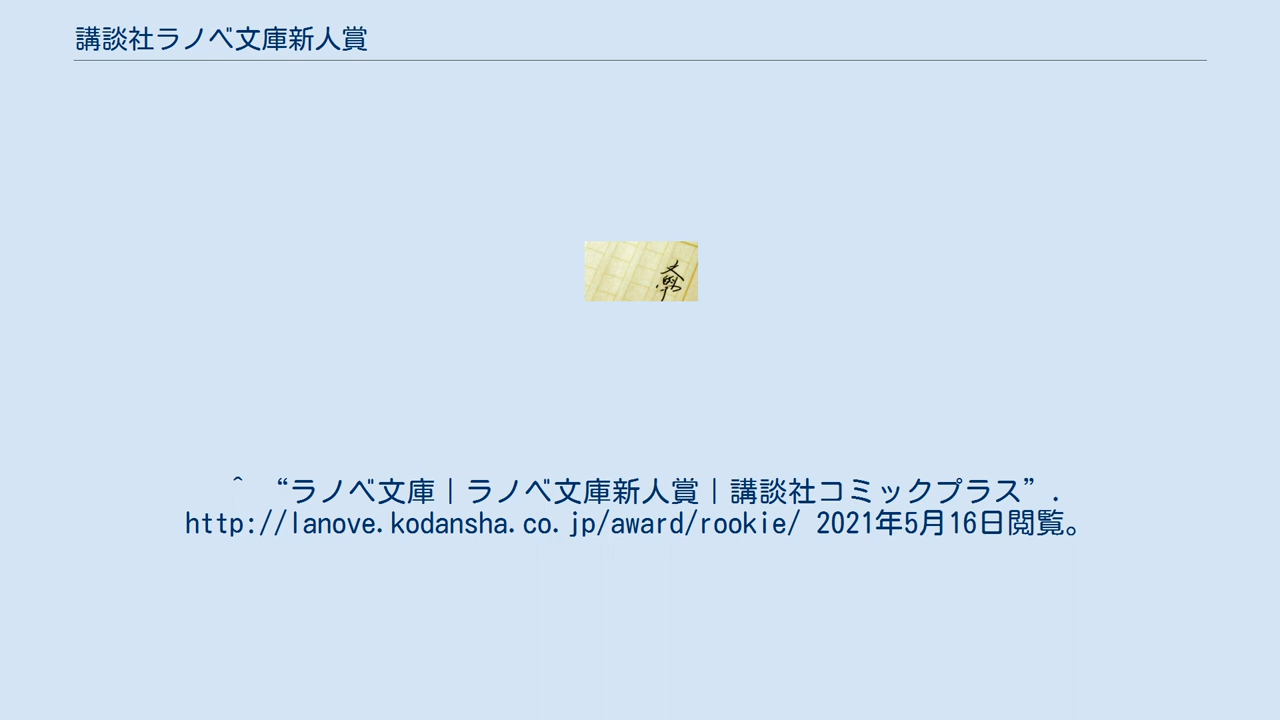 講談社ラノベ文庫新人賞
^ “ラノベ文庫｜ラノベ文庫新人賞｜講談社コミックプラス”.
http://lanove.kodansha.co.jp/award/rookie/ 2021年5月16日閲覧。